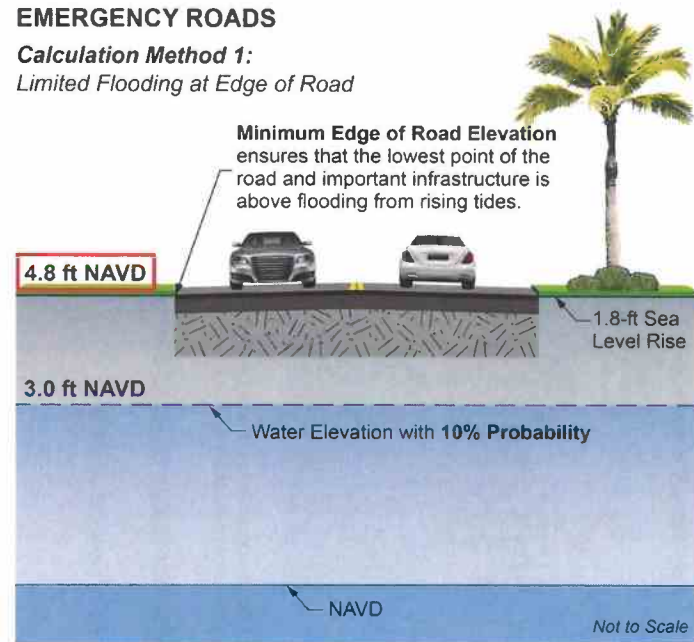 EMERGENCY ROADS
Calculation Method 1:
Limited Flooding at Edge of Road
Minimum Edge of Road Elevation
ensures that the lowest point of the
road and important infrastructure is
above flooding from rising tides.
4.8 ft NAVD
1.8-ft Sea
Level Rise
3.0 ft NAVD
Water Elevation with 10% Probability
NAVD
Not to Scale